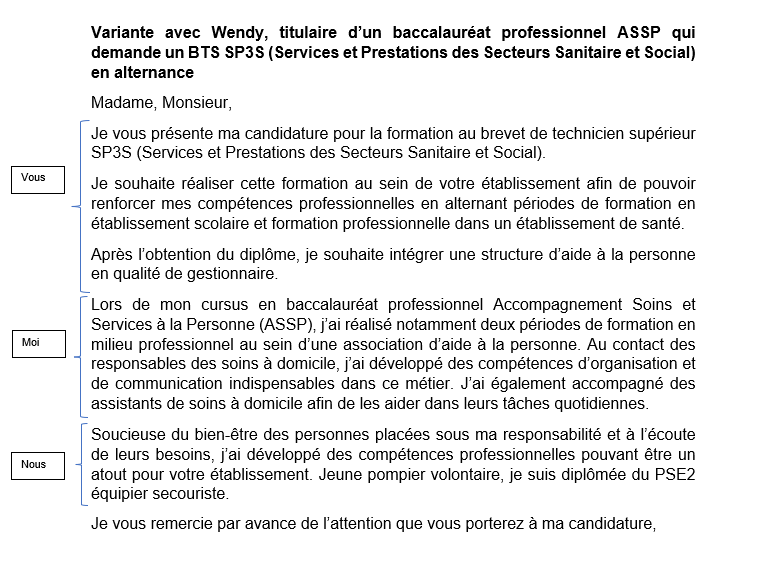 Variante avec Wendy, titulaire d’un baccalauréat professionnel ASSP qui
demande un BTS SP3S (Services et Prestations des Secteurs Sanitaire et Social)
en alternance
Madame, Monsieur,
Je vous présente ma candidature pour la formation au brevet de technicien supérieur
SP3S (Services et Prestations des Secteurs Sanitaire et Social).
Vous
Je souhaite réaliser cette formation au sein de votre établissement afin de pouvoir
renforcer mes compétences professionnelles en alternant périodes de formation en
établissement scolaire et formation professionnelle dans un établissement de santé.
Après l’obtention du diplôme, je souhaite intégrer une structure d’aide à la personne
en qualité de gestionnaire.
Lors de mon cursus en baccalauréat professionnel Accompagnement Soins et
Services à la Personne (ASSP), j’ai réalisé notamment deux périodes de formation en
Moi
milieu professionnel au sein d’une association d’aide à la personne. Au contact des
responsables des soins à domicile, j’ai développé des compétences d’organisation et
de communication indispensables dans ce métier. J’ai également accompagné des
assistants de soins à domicile afin de les aider dans leurs tâches quotidiennes.
Soucieuse du bien-être des personnes placées sous ma responsabilité et à l’écoute
de leurs besoins, j’ai développé des compétences professionnelles pouvant être un
Nous
atout pour votre établissement. Jeune pompier volontaire, je suis diplômée du PSE2
équipier secouriste.
Je vous remercie par avance de l’attention que vous porterez à ma candidature,